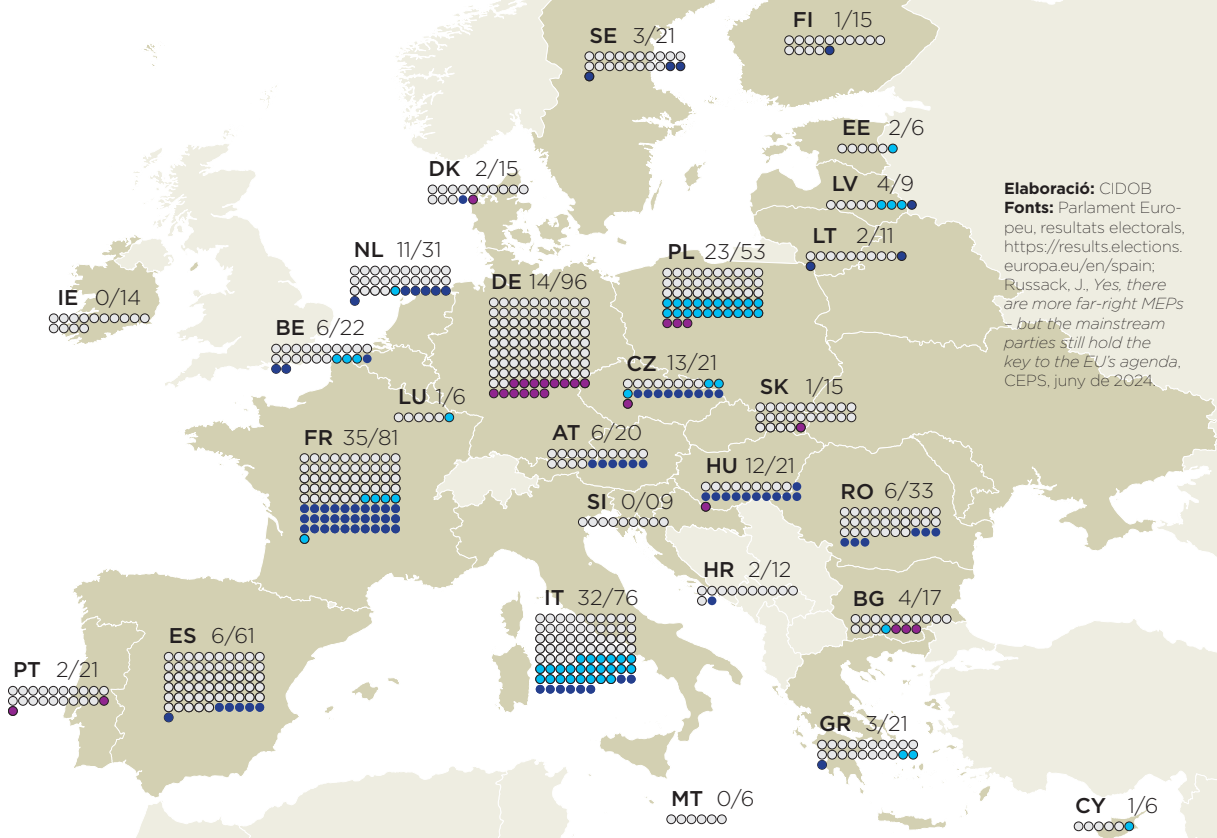 FI 1/15
SE 3/21
EE 2/6
DK 2/15
LV 4/9
LT 2/11
NL 11/31
PL 23/53
DE 14/96
IE 0/14
BE 6/22
CZ 13/21
SK 1/15
LU 1/6
FR 35/81
AT 6/20
HU 12/21
RO 6/33
SI 0/09
HR 2/12
IT 32/76
BG 4/17
ES 6/61
PT 2/21
GR 3/21
MT 0/6
CY 1/6
Elaboració: CIDOB
Fonts: Parlament Euro-
peu, resultats electorals,
https://results.elections.
europa.eu/en/spain;
Russack, J., Yes, there
are more far-right MEPs
– but the mainstream
parties still hold the
key to the EU's agenda,
CEPS, juny de 2024.